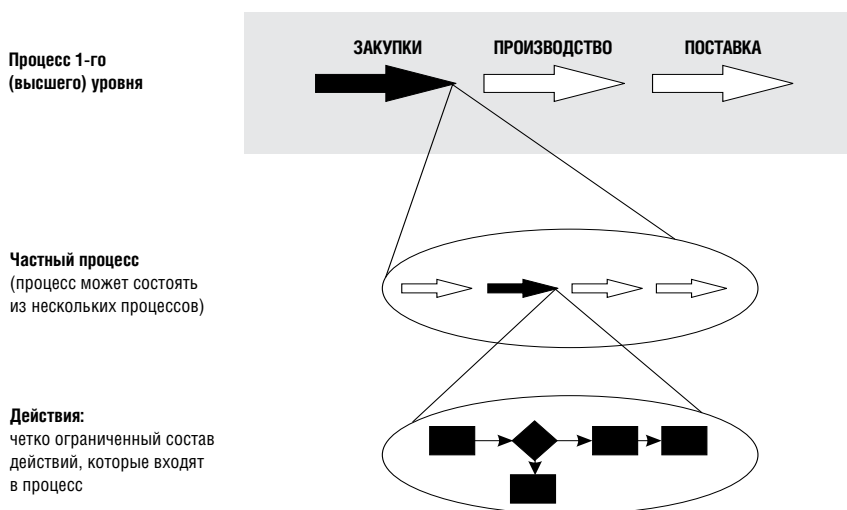 ЗАКУПКИ
ПРОИЗВОДСТВО
ПОСТАВКА
Процесс 1-го
(высшего) уровня
Частный процесс
(процесс может состоять
из нескольких процессов)
Действия:
четко ограниченный состав
действий, которые входят
в процесс